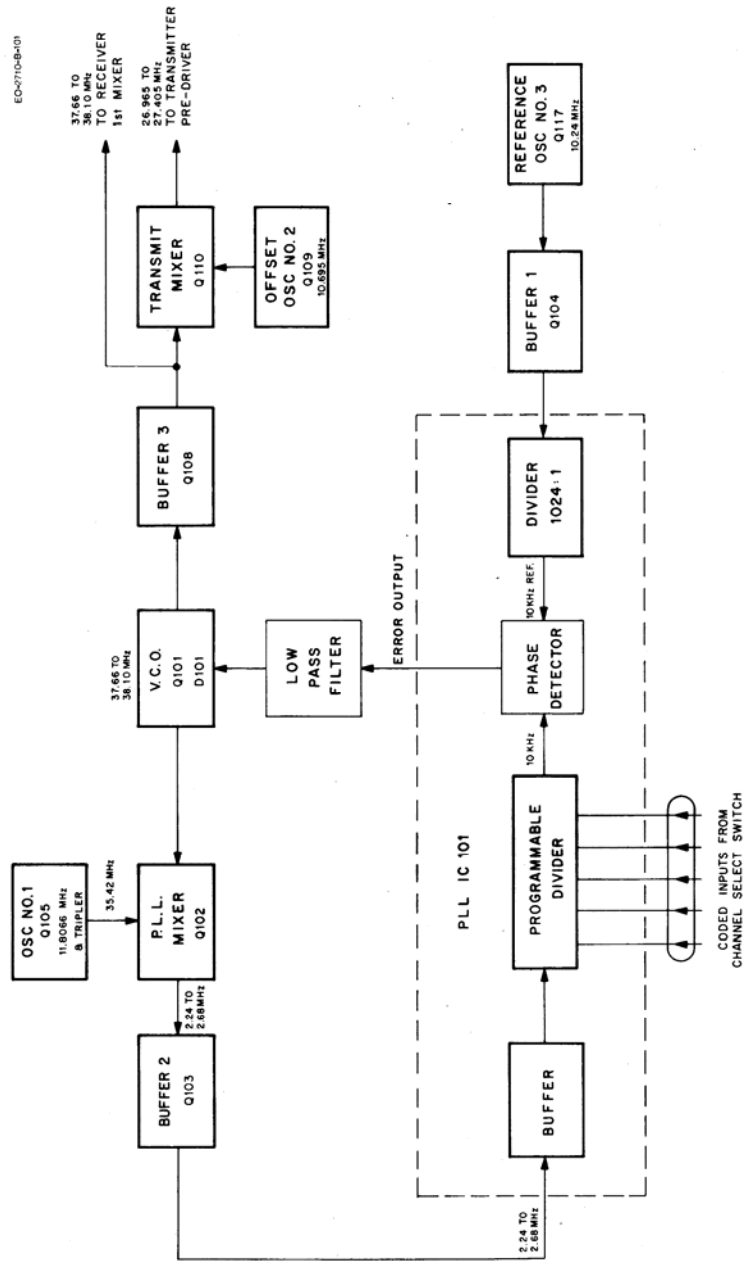 EO-2710-B-101
37.66 TO
38.10 MHz
TO RECEIVER
1st MIXER
26.965 TO
27.405 MHz
TO TRANSMITTER
PRE-DRIVER
OSC NO.1
Q105
11.8066 MHz
& TRIPLER
35.42 MHz
P.L.L.
MIXER
Q102
2.24 TO
2.68MHz
BUFFER 2
Q103
37.66 TO
38.10 MHz
V.C.O.
Q101
D101
BUFFER 3
Q108
TRANSMIT
MIXER
Q110
OFFSET
OSC NO.2
Q109
10.695 MHz
LOW
PASS
FILTER
ERROR OUTPUT
2.24 TO
2.68MHz
PLL IC 101
BUFFER
PROGRAMMABLE
DIVIDER
10KHz
PHASE
DETECTOR
10KHz REF.
DIVIDER
1024:1
BUFFER 1
Q104
REFERENCE
OSC NO.3
Q117
10.24 MHz
CODED INPUTS FROM
CHANNEL SELECT SWITCH